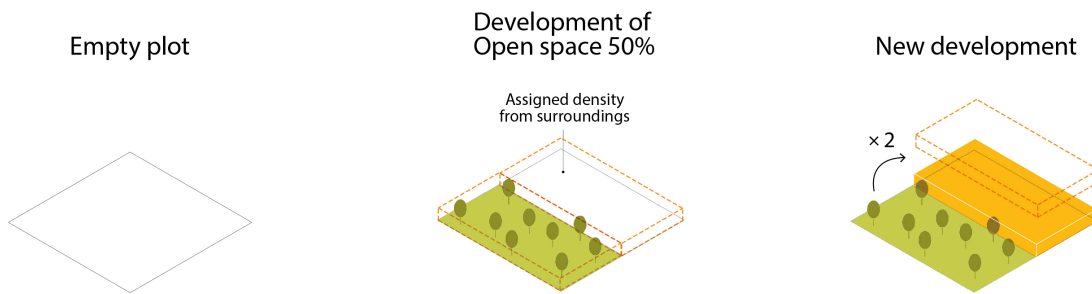 Empty plot
Development of
Open space 50%
New development
Assigned density
from surroundings
× 2